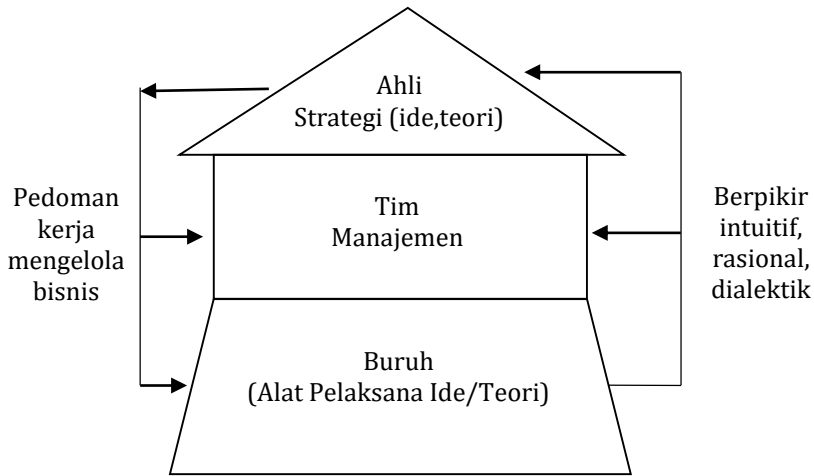 Ahli
Strategi (ide,teori)
Pedoman
kerja
mengelola
bisnis
Tim
Manajemen
Berpikir
intuitif,
rasional,
dialektik
Buruh
(Alat Pelaksana Ide/Teori)